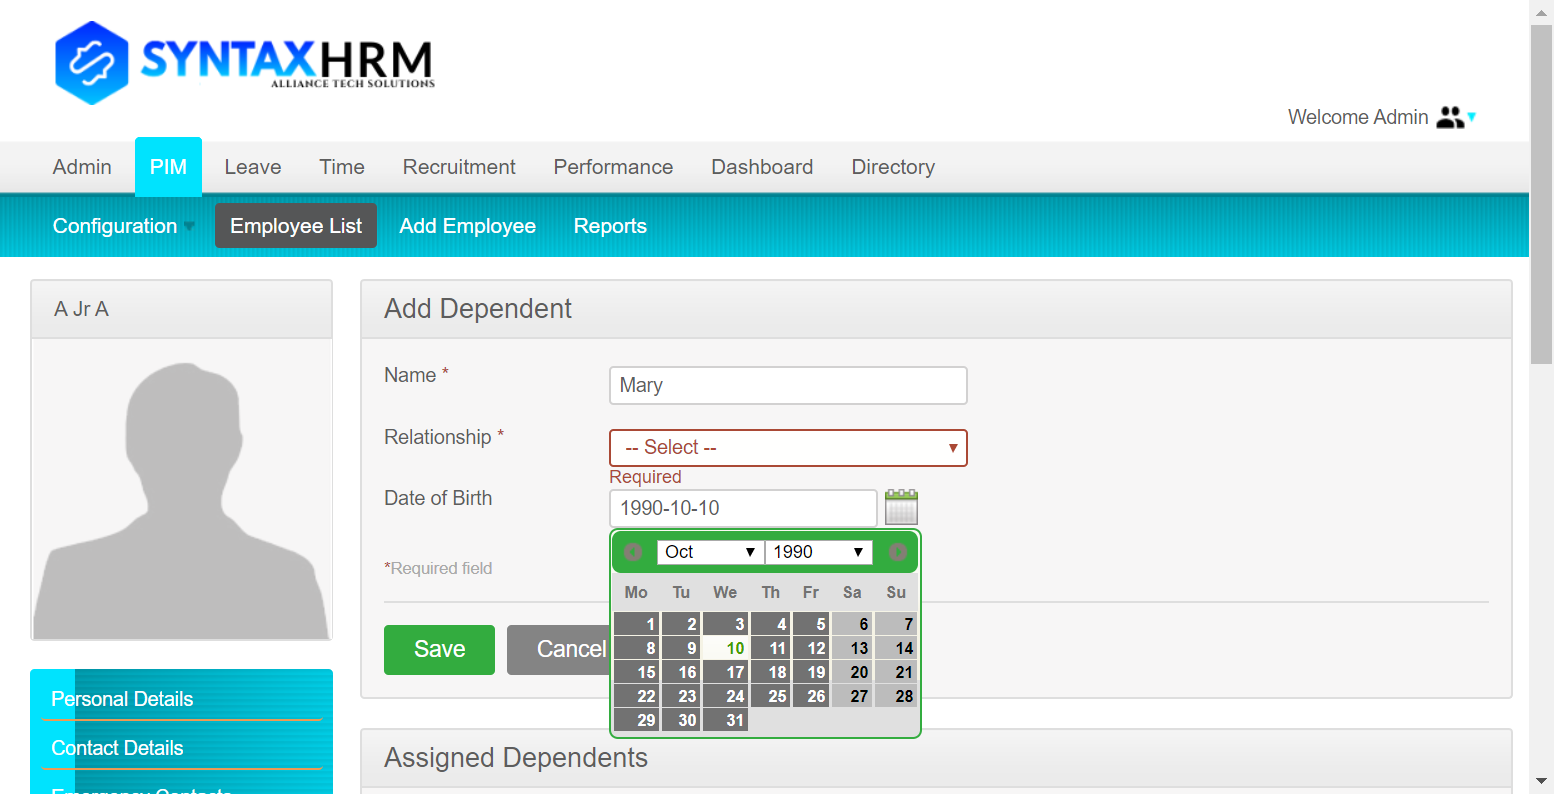 SYNTAXHRM
ALLIANCE TECH SOLUTIONS
Welcome Admin
Admin PIM Leave Time Recruitment Performance Dashboard Directory
Configuration Employee List Add Employee Reports
A Jr A
Personal Details
Contact Details
Emergency Contacts
Add Dependent
Name * Mary
Relationship * -- Select --
Required
Date of Birth 1990-10-10
Oct 1990
*Required field
Mo Tu We Th Fr Sa Su
1 2 3 4 5 6 7
8 9 10 11 12 13 14
15 16 17 18 19 20 21
22 23 24 25 26 27 28
29 30 31
Save Cancel
Assigned Dependents